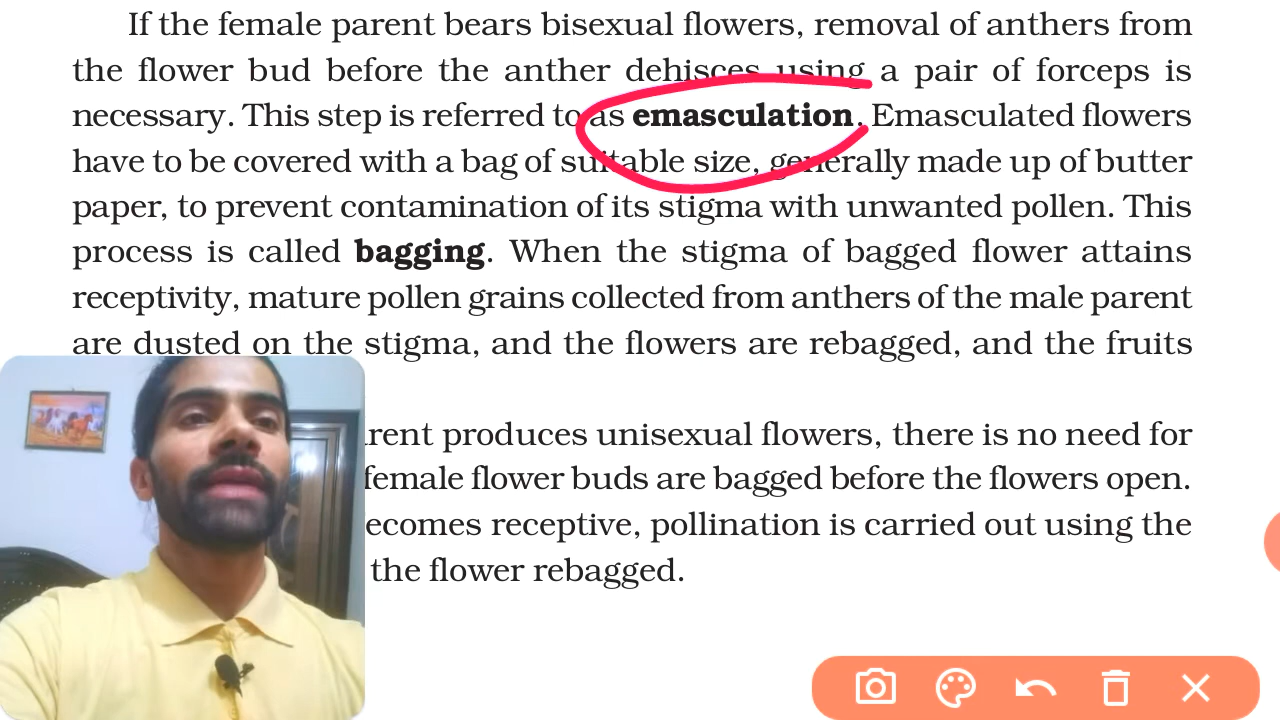 If the female parent bears bisexual flowers, removal of anthers from
the flower bud before the anther dehisces using a pair of forceps is
necessary. This step is referred to as emasculation. Emasculated flowers
have to be covered with a bag of suitable size, generally made up of butter
paper, to prevent contamination of its stigma with unwanted pollen. This
process is called bagging. When the stigma of bagged flower attains
receptivity, mature pollen grains collected from anthers of the male parent
are dusted on the stigma, and the flowers are rebagged, and the fruits
produces unisexual flowers, there is no need for
female flower buds are bagged before the flowers open.
receptive, pollination is carried out using the
the flower rebagged.